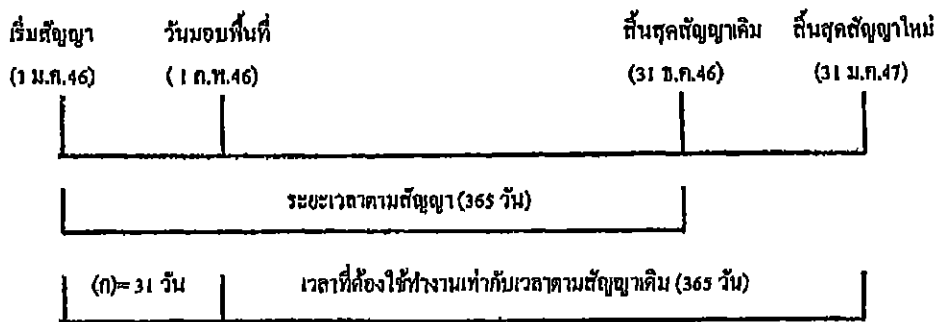 เริ่มสัญญา วันมอบพื้นที่ สิ้นสุดสัญญาเดิม สิ้นสุดสัญญาใหม่
(1 ม.ค.46) (1 ก.พ.46) (31 ธ.ค.46) (31 ม.ค.47)
ระยะเวลาตามสัญญา (365 วัน)
(ก)= 31 วัน เวลาที่ต้องใช้ทำงานเท่ากับเวลาตามสัญญาเดิม (365 วัน)